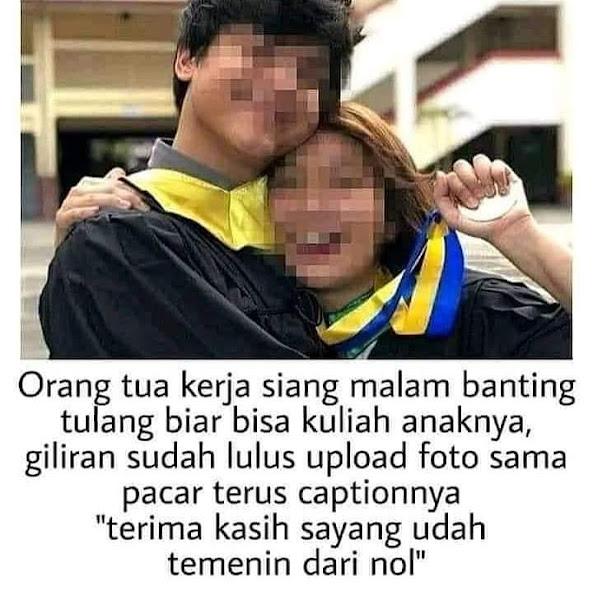 Orang tua kerja siang malam banting
tulang biar bisa kuliah anaknya,
giliran sudah lulus upload foto sama
pacar terus captionnya
"terima kasih sayang udah
temenin dari nol"